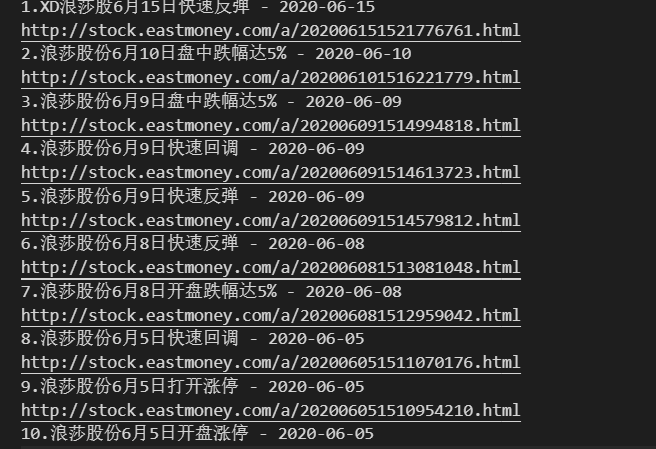 1.XD浪莎股6月15日快速反弹 - 2020-06-15
http://stock.eastmoney.com/a/202006151521776761.html
2.浪莎股份6月10日盘中跌幅达5% - 2020-06-10
http://stock.eastmoney.com/a/202006101516221779.html
3.浪莎股份6月9日盘中跌幅达5% - 2020-06-09
http://stock.eastmoney.com/a/202006091514994818.html
4.浪莎股份6月9日快速回调 - 2020-06-09
http://stock.eastmoney.com/a/202006091514613723.html
5.浪莎股份6月9日快速反弹 - 2020-06-09
http://stock.eastmoney.com/a/202006091514579812.html
6.浪莎股份6月8日快速反弹 - 2020-06-08
http://stock.eastmoney.com/a/202006081513081048.html
7.浪莎股份6月8日开盘跌幅达5% - 2020-06-08
http://stock.eastmoney.com/a/202006081512959042.html
8.浪莎股份6月5日快速回调 - 2020-06-05
http://stock.eastmoney.com/a/202006051511070176.html
9.浪莎股份6月5日打开涨停 - 2020-06-05
http://stock.eastmoney.com/a/202006051510954210.html
10.浪莎股份6月5日开盘涨停 - 2020-06-05